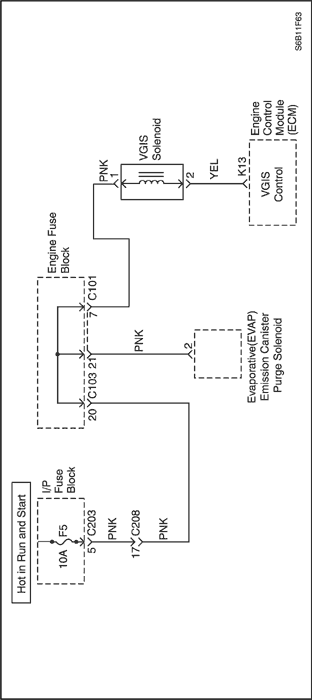 Hot in Run and Start
I/P
Fuse
Block
10A
F5
5
C203
PNK
17
C208
PNK
Engine Fuse
Block
20
C103
21
7
C101
PNK
2
Evaporative(EVAP)
Emission Canister
Purge Solenoid
PNK
1
VGIS
Solenoid
2
YEL
K13
VGIS
Control
Engine
Control
Module
(ECM)
S6B11F63